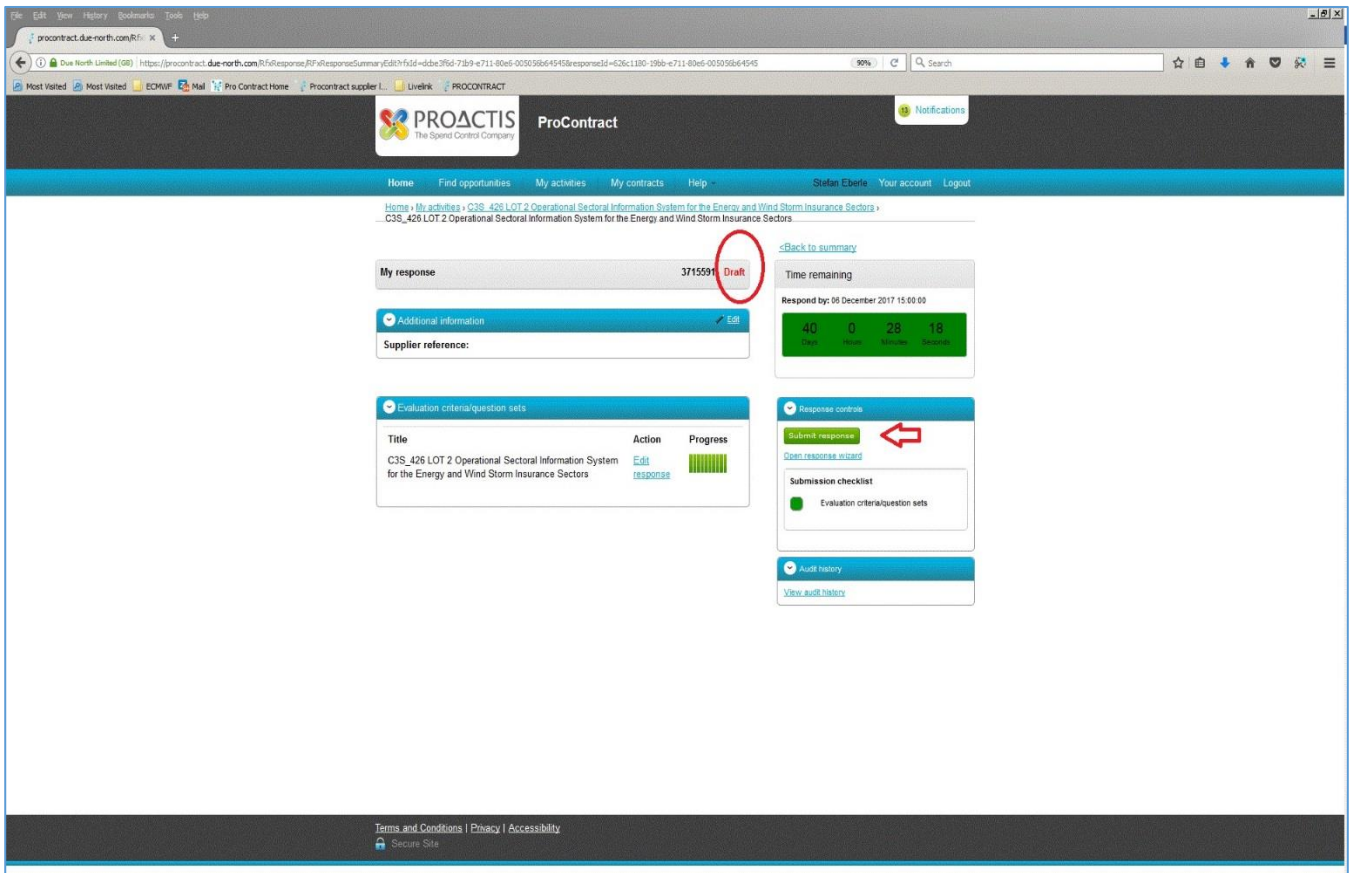 File Edit View History Bookmarks Tools Help
procontract.due-north.com/Rfx × +
Due North Limited (GB) https://procontract.due-north.com/RfxResponse/RFxResponseSummaryEdit?rfxId=dcbe3f6d-71b9-e711-80e6-005056b64545&responseId=626c1180-19bb-e711-80e6-005056b64545 90% Search
Most Visited Most Visited ECMWF Mail Pro Contract Home Procontract supplier l... Livelink PROCONTRACT
PROACTIS
The Spend Control Company
ProContract
13 Notifications
Home Find opportunities My activities My contracts Help Stefan Eberle Your account Logout
Home › My activities › C3S_426 LOT 2 Operational Sectoral Information System for the Energy and Wind Storm Insurance Sectors ›
C3S_426 LOT 2 Operational Sectoral Information System for the Energy and Wind Storm Insurance Sectors
<Back to summary
My response 3715591 Draft
Time remaining
Respond by: 06 December 2017 15:00:00
40 0 28 18
Days Hours Minutes Seconds
Additional information Edit
Supplier reference:
Evaluation criteria/question sets
Title Action Progress
C3S_426 LOT 2 Operational Sectoral Information System Edit
for the Energy and Wind Storm Insurance Sectors response
Response controls
Submit response
Open response wizard
Submission checklist
Evaluation criteria/question sets
Audit history
View audit history
Terms and Conditions | Privacy | Accessibility
Secure Site